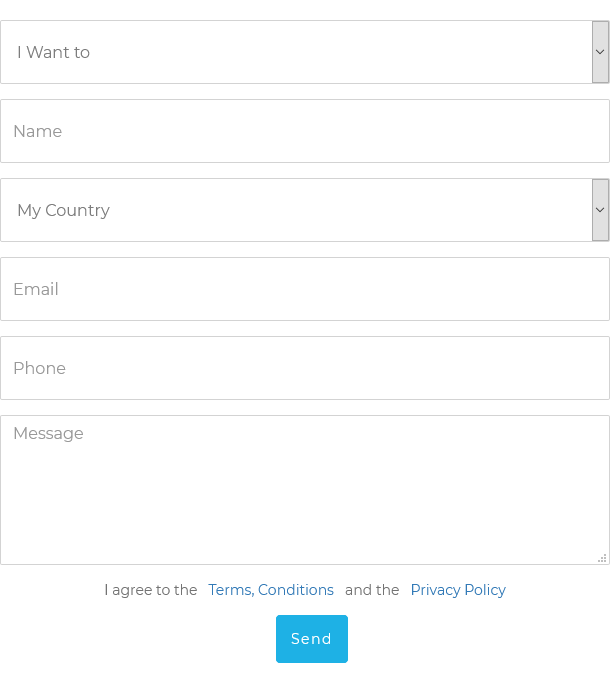 I Want to
Name
My Country
Email
Phone
Message
I agree to the Terms, Conditions and the Privacy Policy
Send